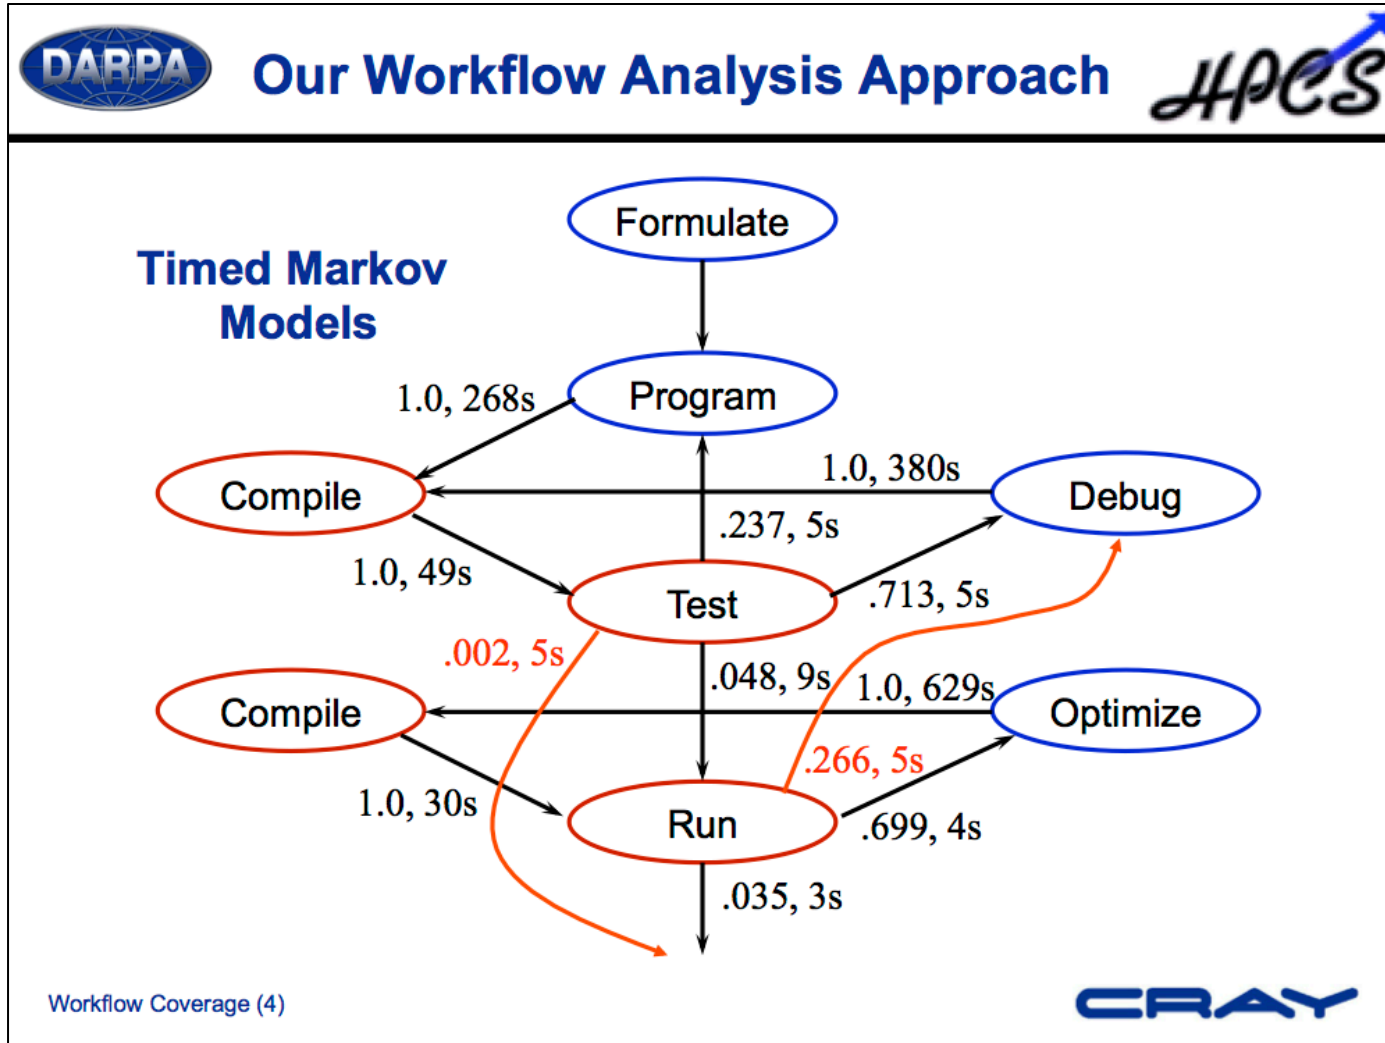 DARPA
Our Workflow Analysis Approach
HPCS
Formulate
Timed Markov
Models
Program
1.0, 268s
Compile
1.0, 380s
Debug
.237, 5s
1.0, 49s
Test
.713, 5s
.002, 5s
.048, 9s
1.0, 629s
Compile
Optimize
.266, 5s
1.0, 30s
Run
.699, 4s
.035, 3s
Workflow Coverage (4)
CRAY